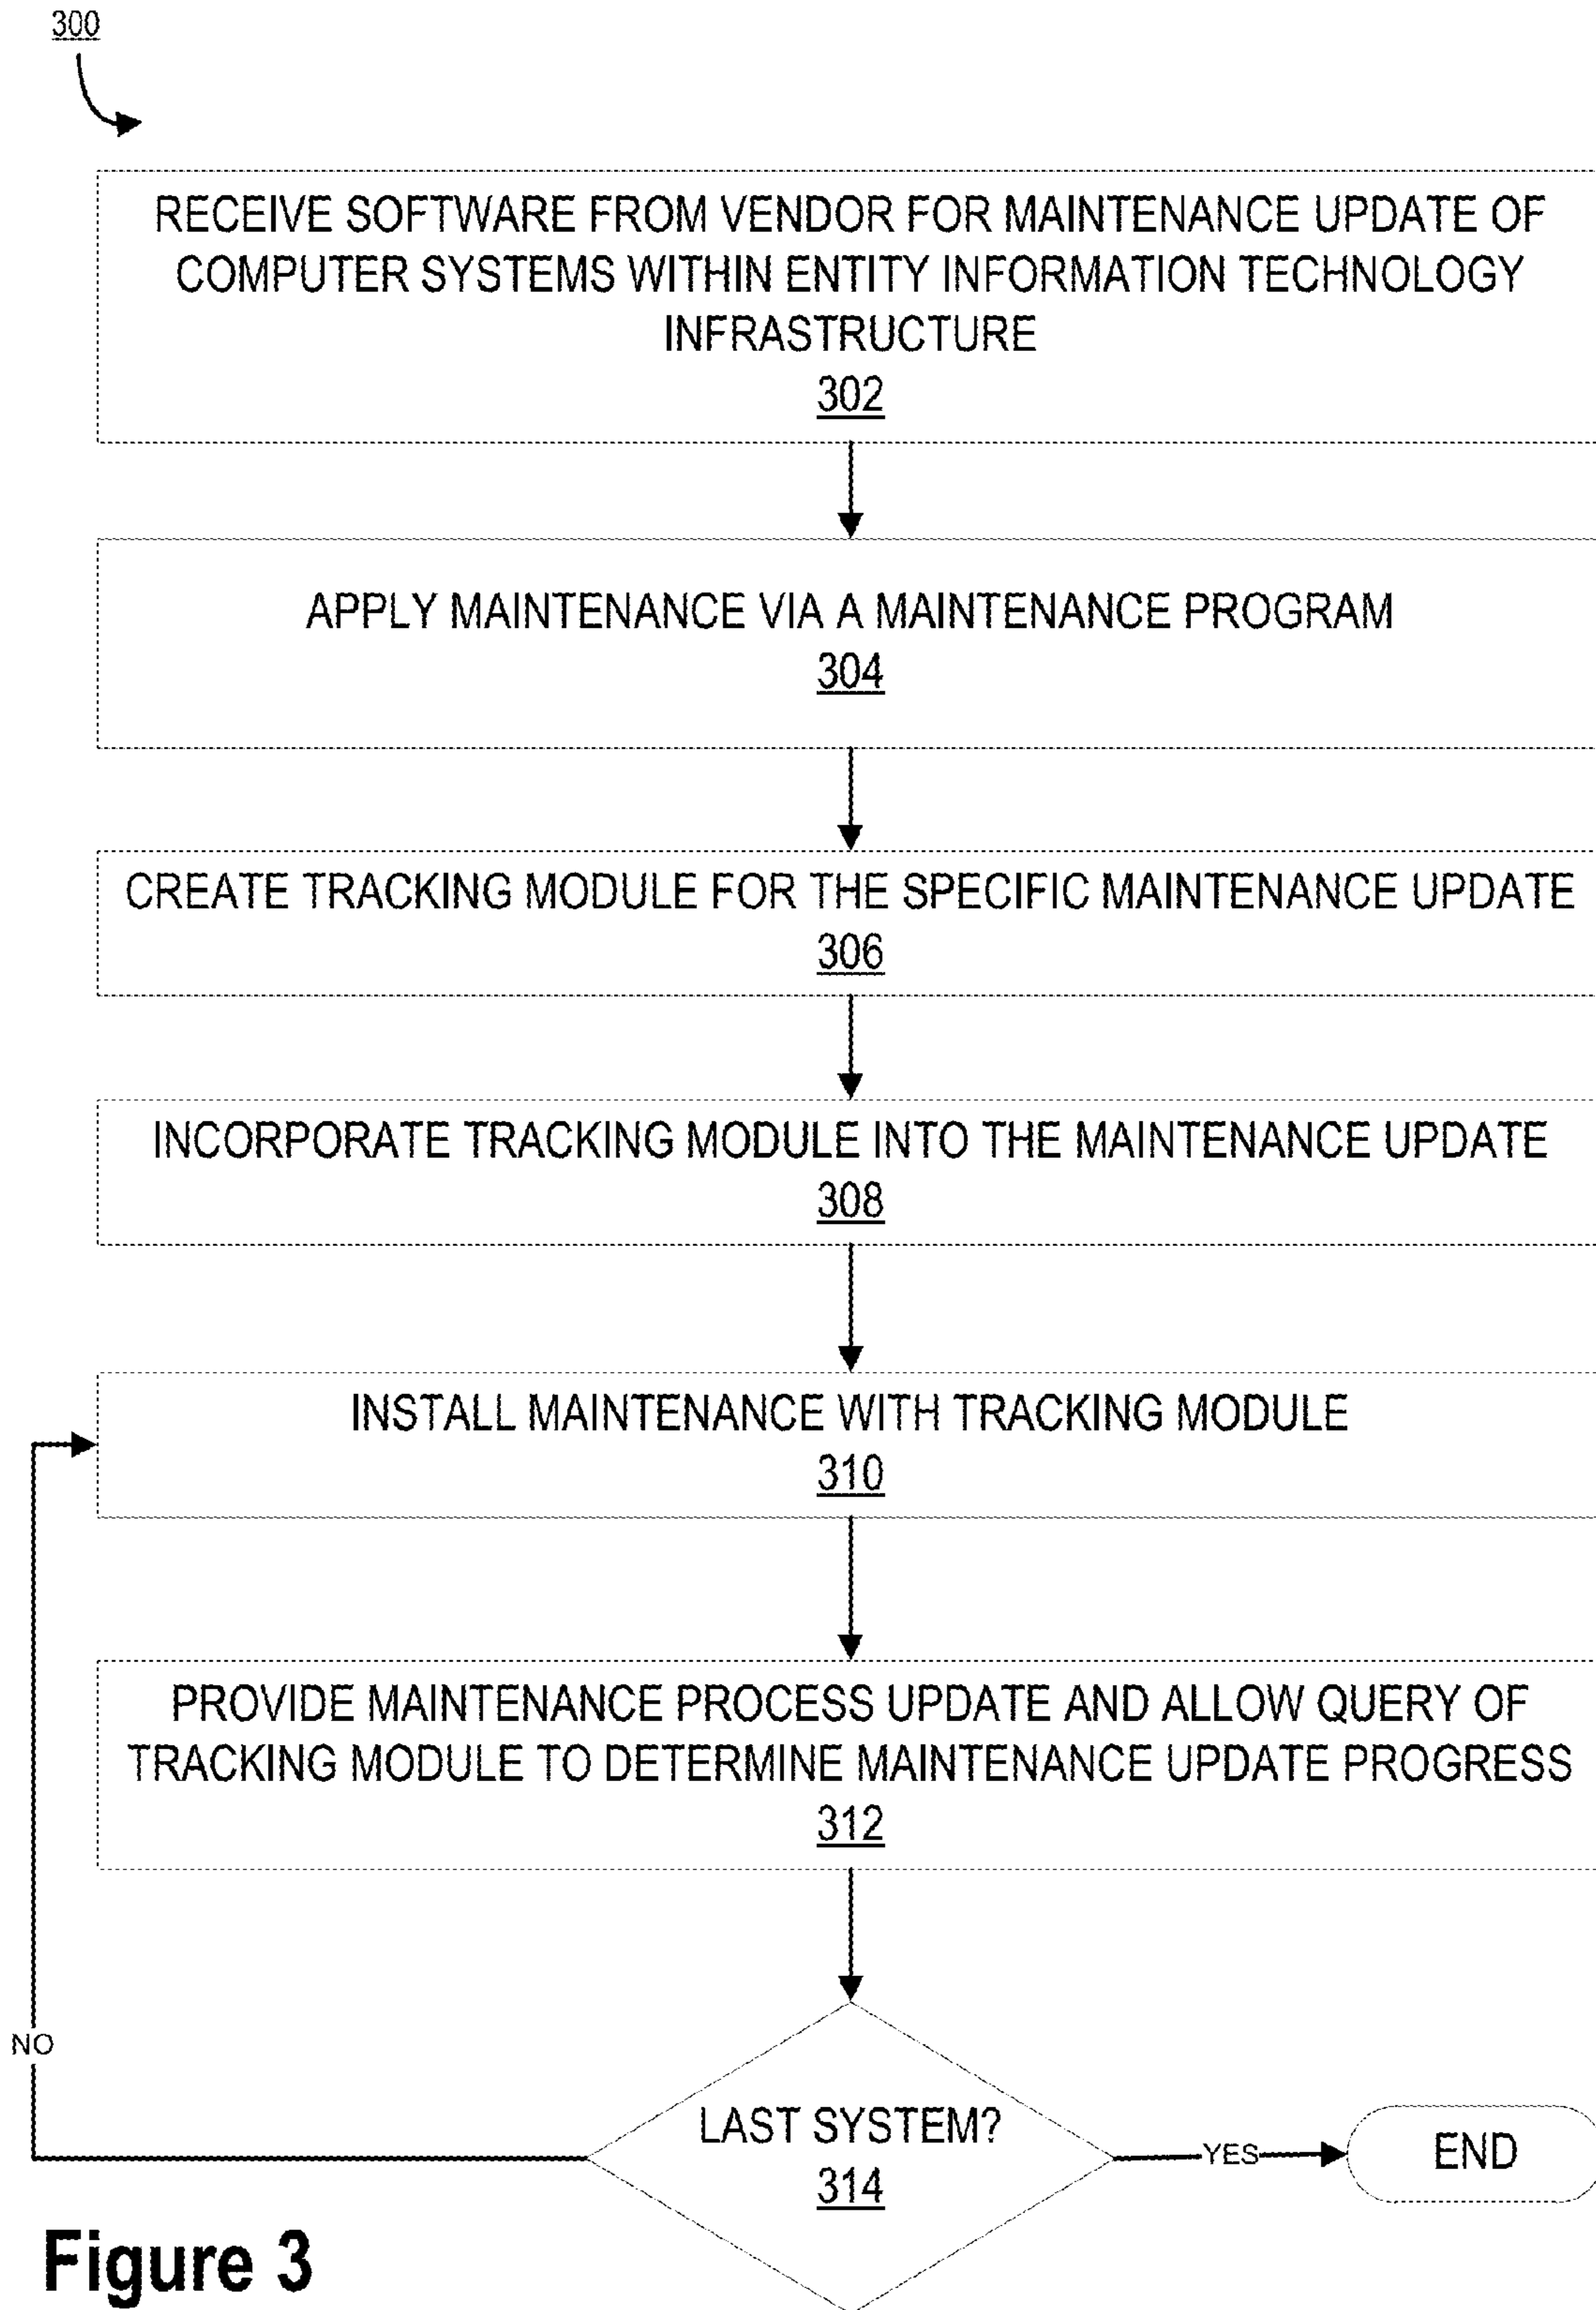 300
RECEIVE SOFTWARE FROM VENDOR FOR MAINTENANCE UPDATE OF
COMPUTER SYSTEMS WITHIN ENTITY INFORMATION TECHNOLOGY
INFRASTRUCTURE
302
APPLY MAINTENANCE VIA A MAINTENANCE PROGRAM
304
CREATE TRACKING MODULE FOR THE SPECIFIC MAINTENANCE UPDATE
306
INCORPORATE TRACKING MODULE INTO THE MAINTENANCE UPDATE
308
INSTALL MAINTENANCE WITH TRACKING MODULE
310
PROVIDE MAINTENANCE PROCESS UPDATE AND ALLOW QUERY OF
TRACKING MODULE TO DETERMINE MAINTENANCE UPDATE PROGRESS
312
NO
LAST SYSTEM?
314
YES
END
Figure 3